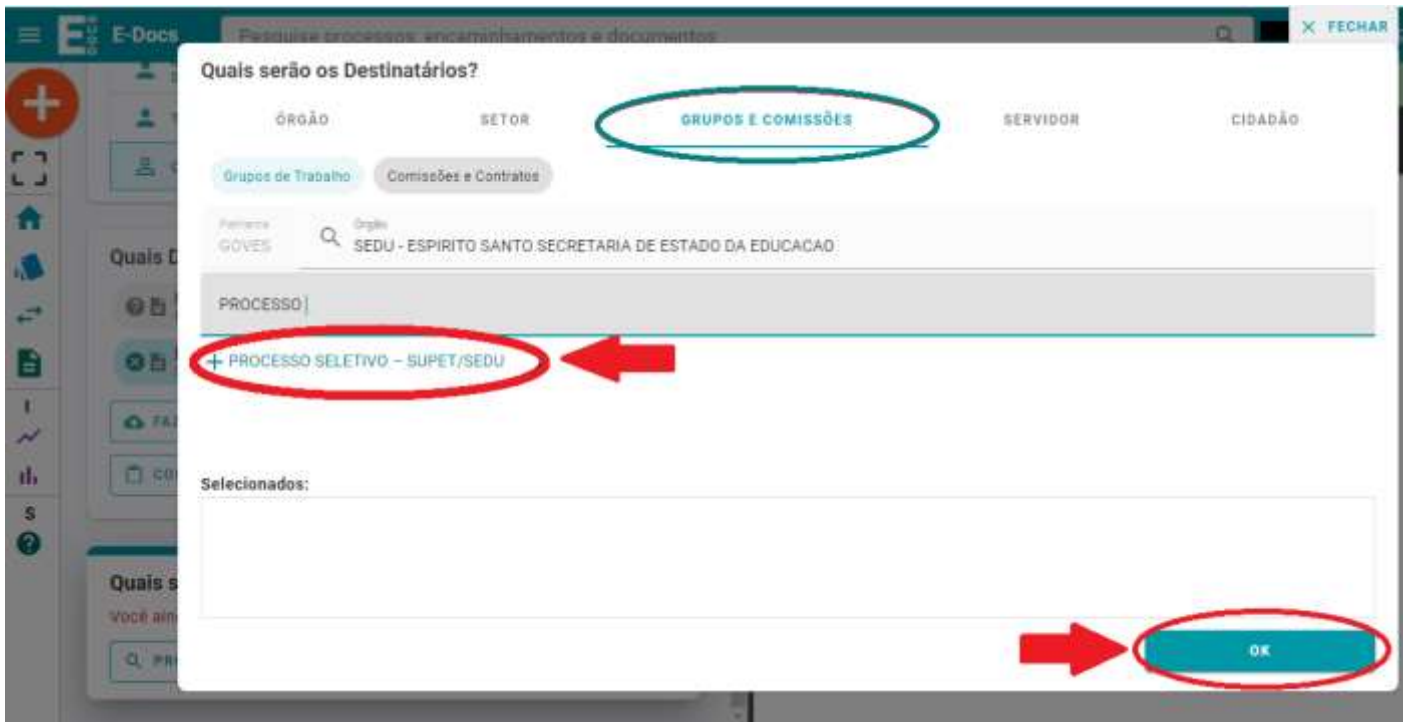 E-Docs
Pesquise processos, encaminhamentos e documentos
FECHAR
Quais serão os Destinatários?
ÓRGÃO
SETOR
GRUPOS E COMISSÕES
SERVIDOR
CIDADÃO
Grupos de Trabalho
Comissões e Contratos
GOVES
Órgão
SEDU - ESPIRITO SANTO SECRETARIA DE ESTADO DA EDUCACAO
Quais D
PROCESSO
+ PROCESSO SELETIVO – SUPET/SEDU
FAZ
I
Selecionados:
S
Quais s
Você ain
OK